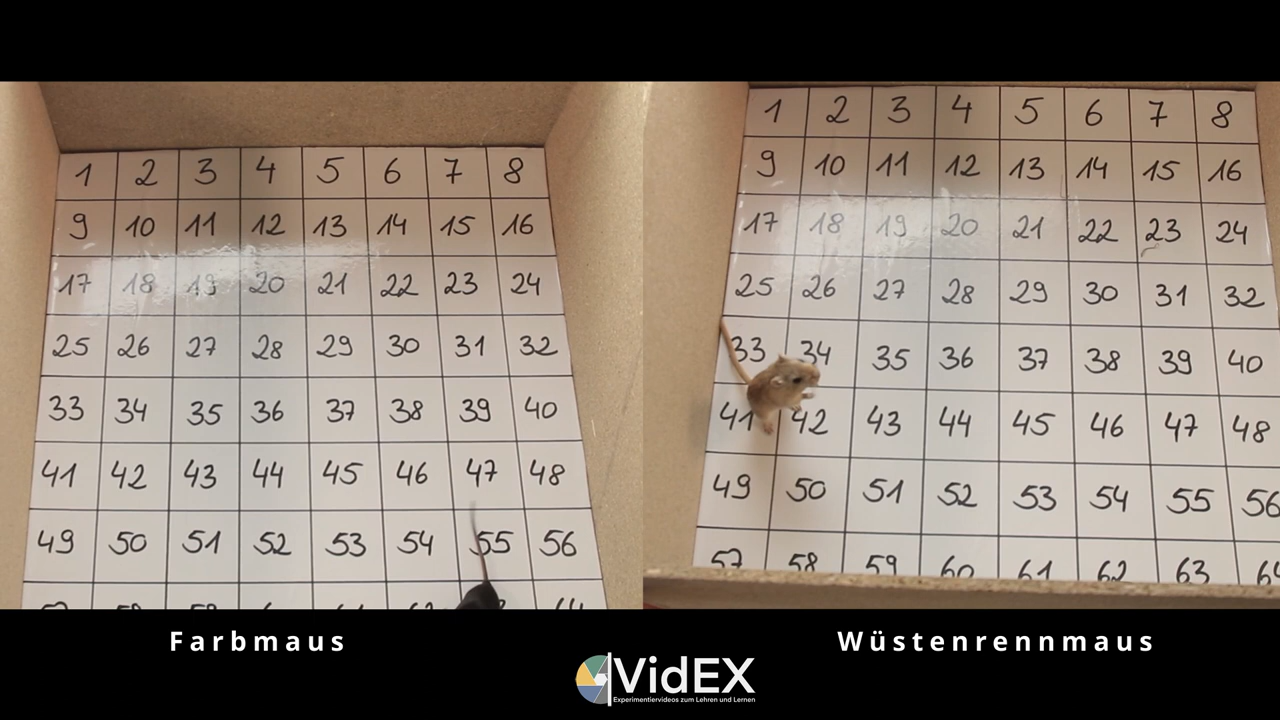 1 2 3 4 5 6 7 8
9 10 11 12 13 14 15 16
17 18 19 20 21 22 23 24
25 26 27 28 29 30 31 32
33 34 35 36 37 38 39 40
41 42 43 44 45 46 47 48
49 50 51 52 53 54 55 56
1 2 3 4 5 6 7 8
9 10 11 12 13 14 15 16
17 18 19 20 21 22 23 24
25 26 27 28 29 30 31 32
33 34 35 36 37 38 39 40
41 42 43 44 45 46 47 48
49 50 51 52 53 54 55 56
57 58 59 60 61 62 63 64
Farbmaus
Wüstenrennmaus
VidEX
Experimentiervideos zum Lehren und Lernen